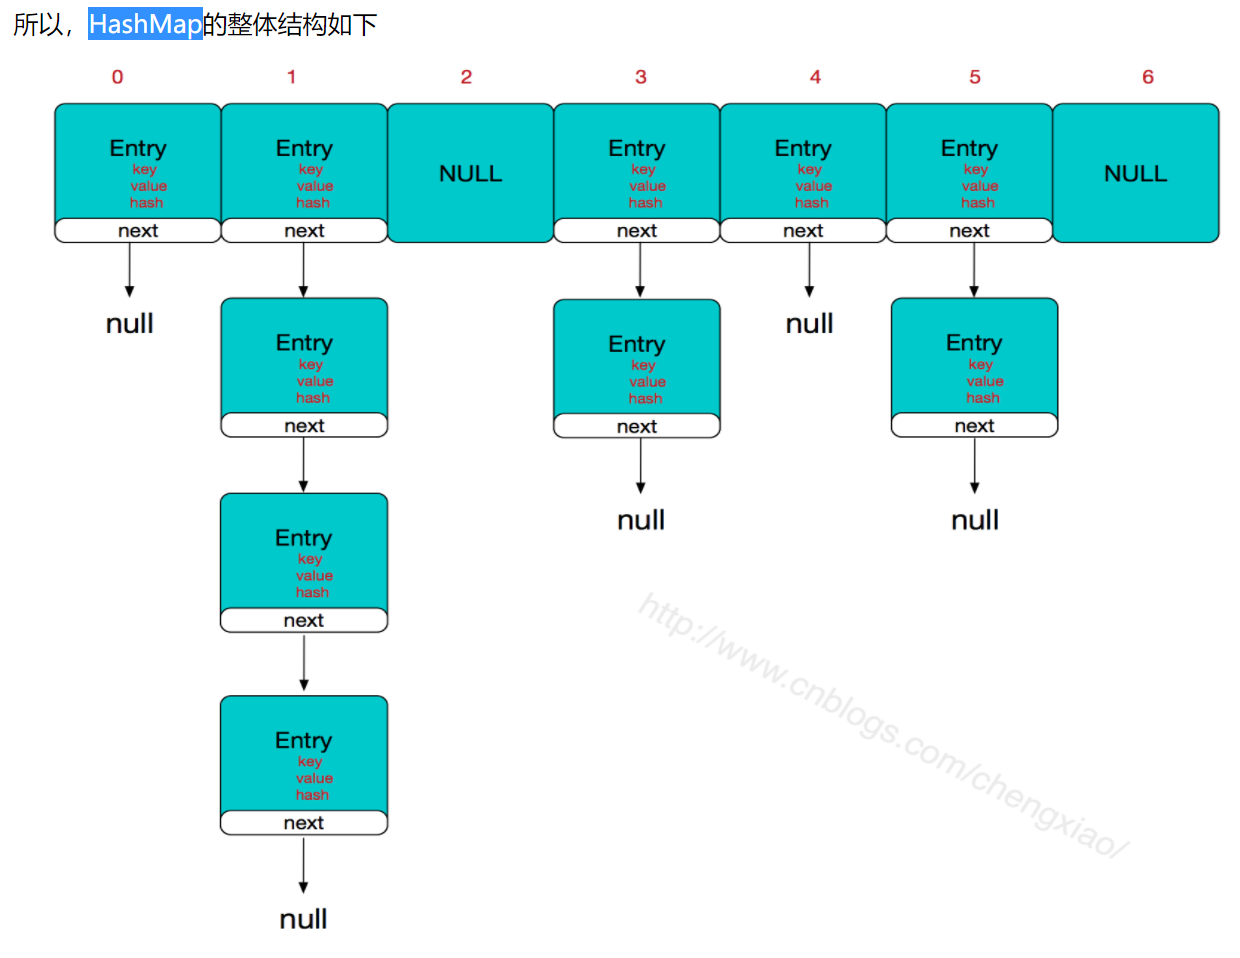 所以，HashMap的整体结构如下
0 1 2 3 4 5 6
Entry Entry Entry Entry Entry
key key key key key
NULL NULL
value value value value value
hash hash hash hash hash
next next next next next
null null
Entry Entry Entry
key key key
value value value
hash hash hash
next next next
null null
Entry
key
value
hash
next
http://www.cnblogs.com/chengxiao/
Entry
key
value
hash
next
null